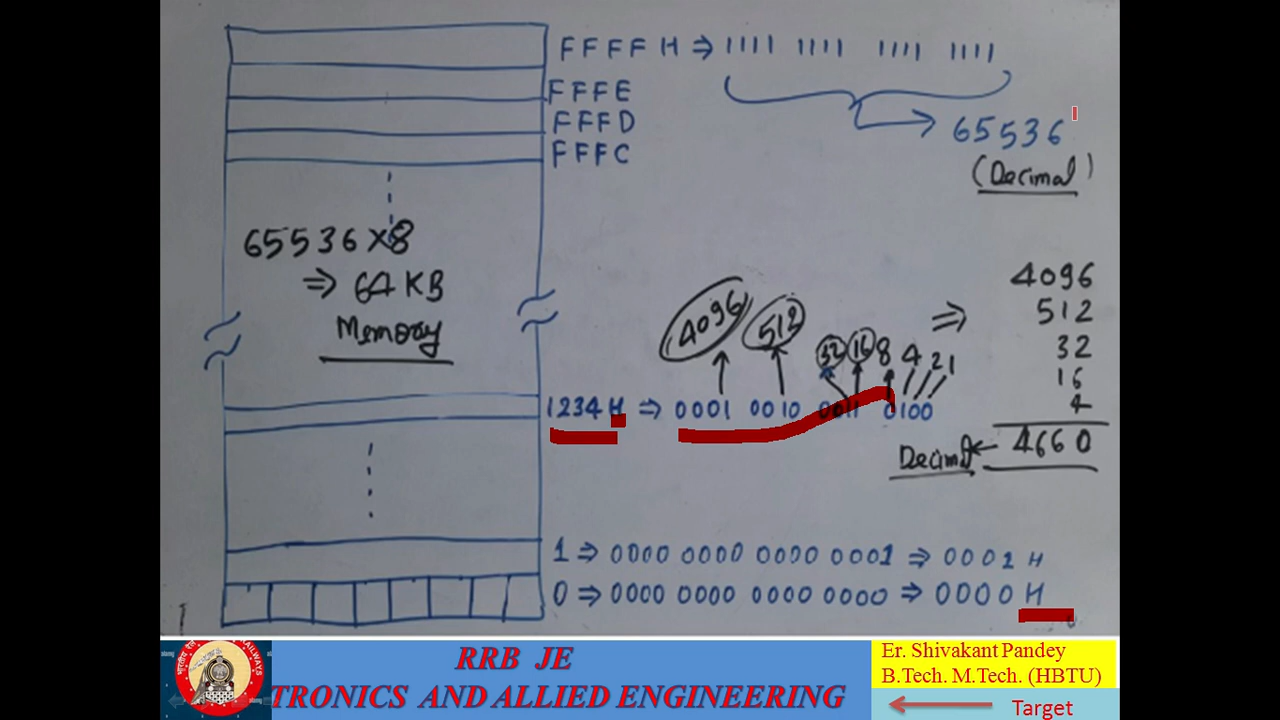 FFFF H ⇒ 1111 1111 1111 1111
FFFE
FFFD
FFFC
65536
(Decimal)
65536×8
⇒ 64 KB
Memory
4096 512 32 16 8 4 2 1 ⇒
4096
512
32
16
4
4660
Decimal
1234 H ⇒ 0001 0010 0011 0100
1 ⇒ 0000 0000 0000 0001 ⇒ 0001 H
0 ⇒ 0000 0000 0000 0000 ⇒ 0000 H
RRB JE
TRONICS AND ALLIED ENGINEERING
Er. Shivakant Pandey
B.Tech. M.Tech. (HBTU)
Target